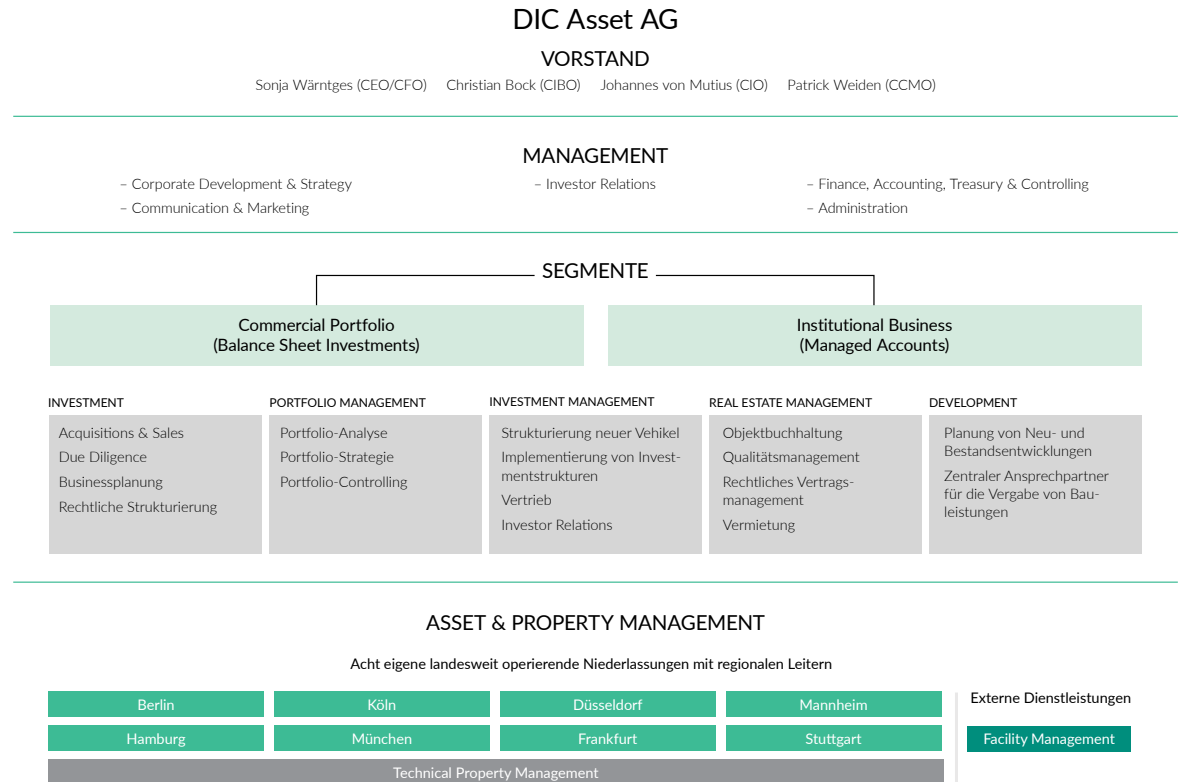 DIC Asset AG
VORSTAND
Sonja Wärntges (CEO/CFO) Christian Bock (CIBO) Johannes von Mutius (CIO) Patrick Weiden (CCMO)
MANAGEMENT
– Corporate Development & Strategy
– Communication & Marketing
– Investor Relations
– Finance, Accounting, Treasury & Controlling
– Administration
SEGMENTE
Commercial Portfolio
(Balance Sheet Investments)
Institutional Business
(Managed Accounts)
INVESTMENT
Acquisitions & Sales
Due Diligence
Businessplanung
Rechtliche Strukturierung
PORTFOLIO MANAGEMENT
Portfolio-Analyse
Portfolio-Strategie
Portfolio-Controlling
INVESTMENT MANAGEMENT
Strukturierung neuer Vehikel
Implementierung von Invest-
mentstrukturen
Vertrieb
Investor Relations
REAL ESTATE MANAGEMENT
Objektbuchhaltung
Qualitätsmanagement
Rechtliches Vertrags-
management
Vermietung
DEVELOPMENT
Planung von Neu- und
Bestandsentwicklungen
Zentraler Ansprechpartner
für die Vergabe von Bau-
leistungen
ASSET & PROPERTY MANAGEMENT
Acht eigene landesweit operierende Niederlassungen mit regionalen Leitern
Berlin
Köln
Düsseldorf
Mannheim
Hamburg
München
Frankfurt
Stuttgart
Technical Property Management
Externe Dienstleistungen
Facility Management